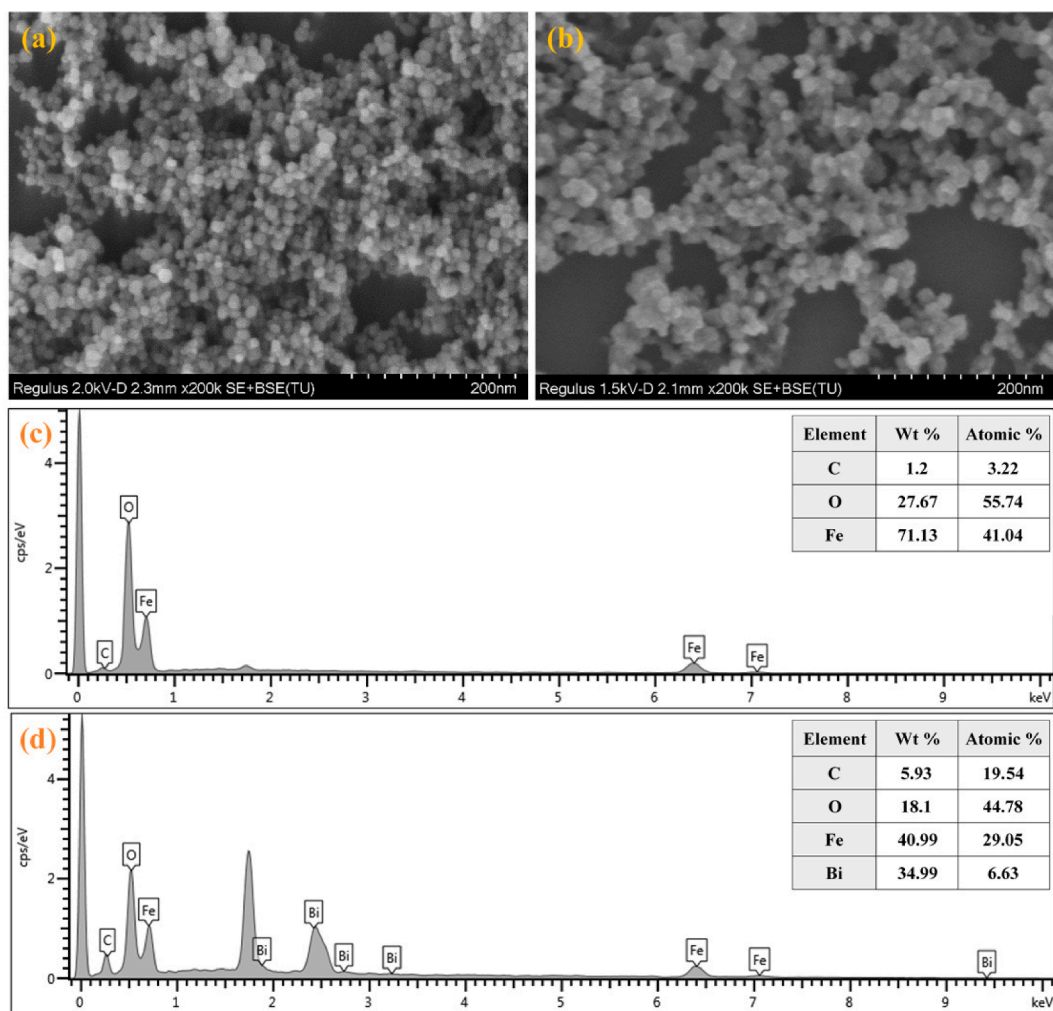 (a)
(b)
Regulus 2.0kV-D 2.3mm x200k SE+BSE(TU) 200nm
Regulus 1.5kV-D 2.1mm x200k SE+BSE(TU) 200nm
(c)
Element Wt % Atomic %
C 1.2 3.22
O 27.67 55.74
Fe 71.13 41.04
cps/eV
4
2
0
C
O
Fe
Fe
Fe
0 1 2 3 4 5 6 7 8 9 keV
(d)
Element Wt % Atomic %
C 5.93 19.54
O 18.1 44.78
Fe 40.99 29.05
Bi 34.99 6.63
cps/eV
4
2
0
C
O
Fe
Bi
Bi
Bi
Bi
Fe
Fe
Bi
0 1 2 3 4 5 6 7 8 9 keV